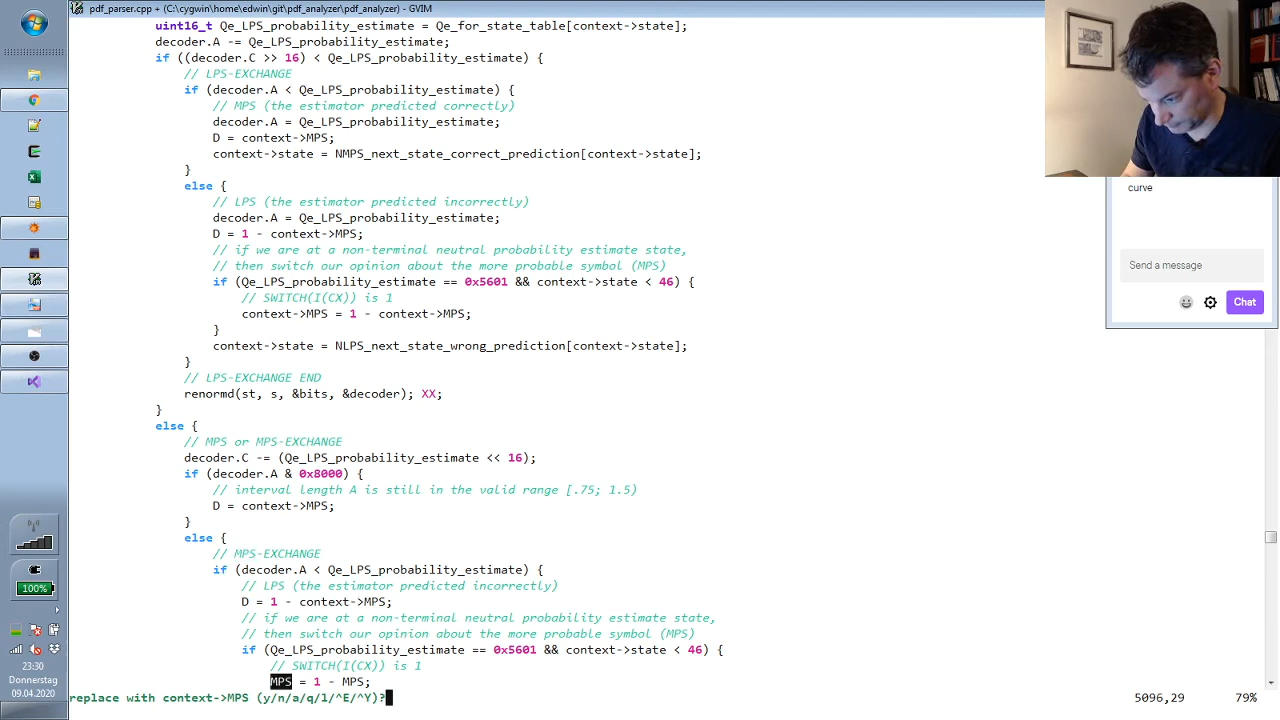 pdf_parser.cpp + (C:\cygwin\home\edwin\git\pdf_analyzer\pdf_analyzer) - GVIM
uint16_t Qe_LPS_probability_estimate = Qe_for_state_table[context->state];
decoder.A -= Qe_LPS_probability_estimate;
if ((decoder.C >> 16) < Qe_LPS_probability_estimate) {
// LPS-EXCHANGE
if (decoder.A < Qe_LPS_probability_estimate) {
// MPS (the estimator predicted correctly)
decoder.A = Qe_LPS_probability_estimate;
D = context->MPS;
context->state = NMPS_next_state_correct_prediction[context->state];
}
else {
// LPS (the estimator predicted incorrectly)
decoder.A = Qe_LPS_probability_estimate;
D = 1 - context->MPS;
// if we are at a non-terminal neutral probability estimate state,
// then switch our opinion about the more probable symbol (MPS)
if (Qe_LPS_probability_estimate == 0x5601 && context->state < 46) {
// SWITCH(I(CX)) is 1
context->MPS = 1 - context->MPS;
}
context->state = NLPS_next_state_wrong_prediction[context->state];
}
// LPS-EXCHANGE END
renormd(st, s, &bits, &decoder); XX;
}
else {
// MPS or MPS-EXCHANGE
decoder.C -= (Qe_LPS_probability_estimate << 16);
if (decoder.A & 0x8000) {
// interval length A is still in the valid range [.75; 1.5)
D = context->MPS;
}
else {
// MPS-EXCHANGE
if (decoder.A < Qe_LPS_probability_estimate) {
// LPS (the estimator predicted incorrectly)
D = 1 - context->MPS;
// if we are at a non-terminal neutral probability estimate state,
// then switch our opinion about the more probable symbol (MPS)
if (Qe_LPS_probability_estimate == 0x5601 && context->state < 46) {
// SWITCH(I(CX)) is 1
MPS = 1 - MPS;
replace with context->MPS (y/n/a/q/l/^E/^Y)?
5096,29
79%
curve
Send a message
Chat
100%
23:30
Donnerstag
09.04.2020